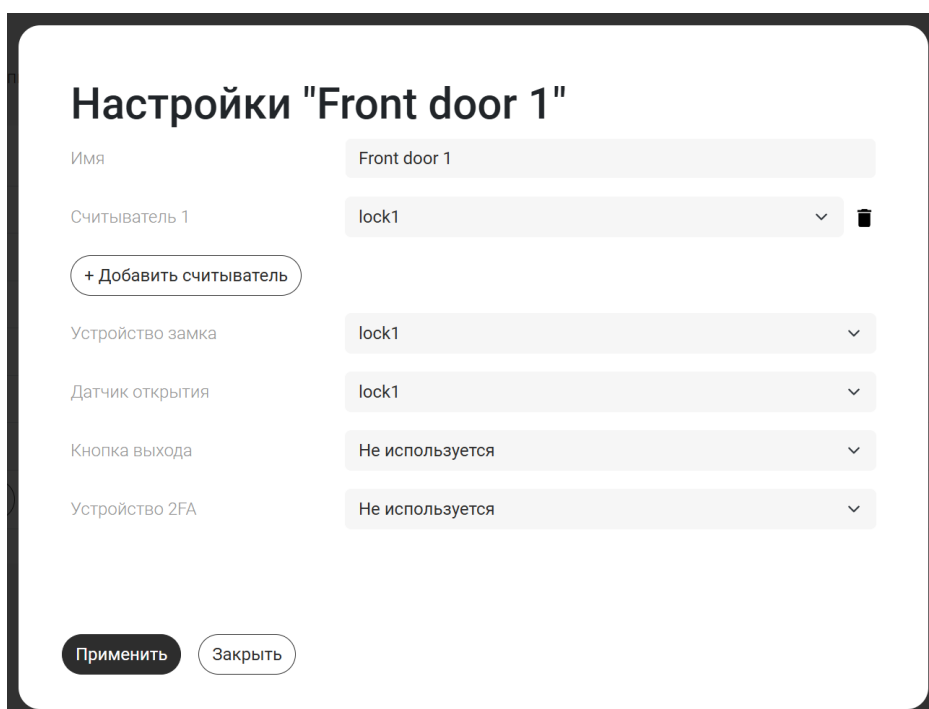 Настройки "Front door 1"
Имя Front door 1
Считыватель 1 lock1
+ Добавить считыватель
Устройство замка lock1
Датчик открытия lock1
Кнопка выхода Не используется
Устройство 2FA Не используется
Применить Закрыть